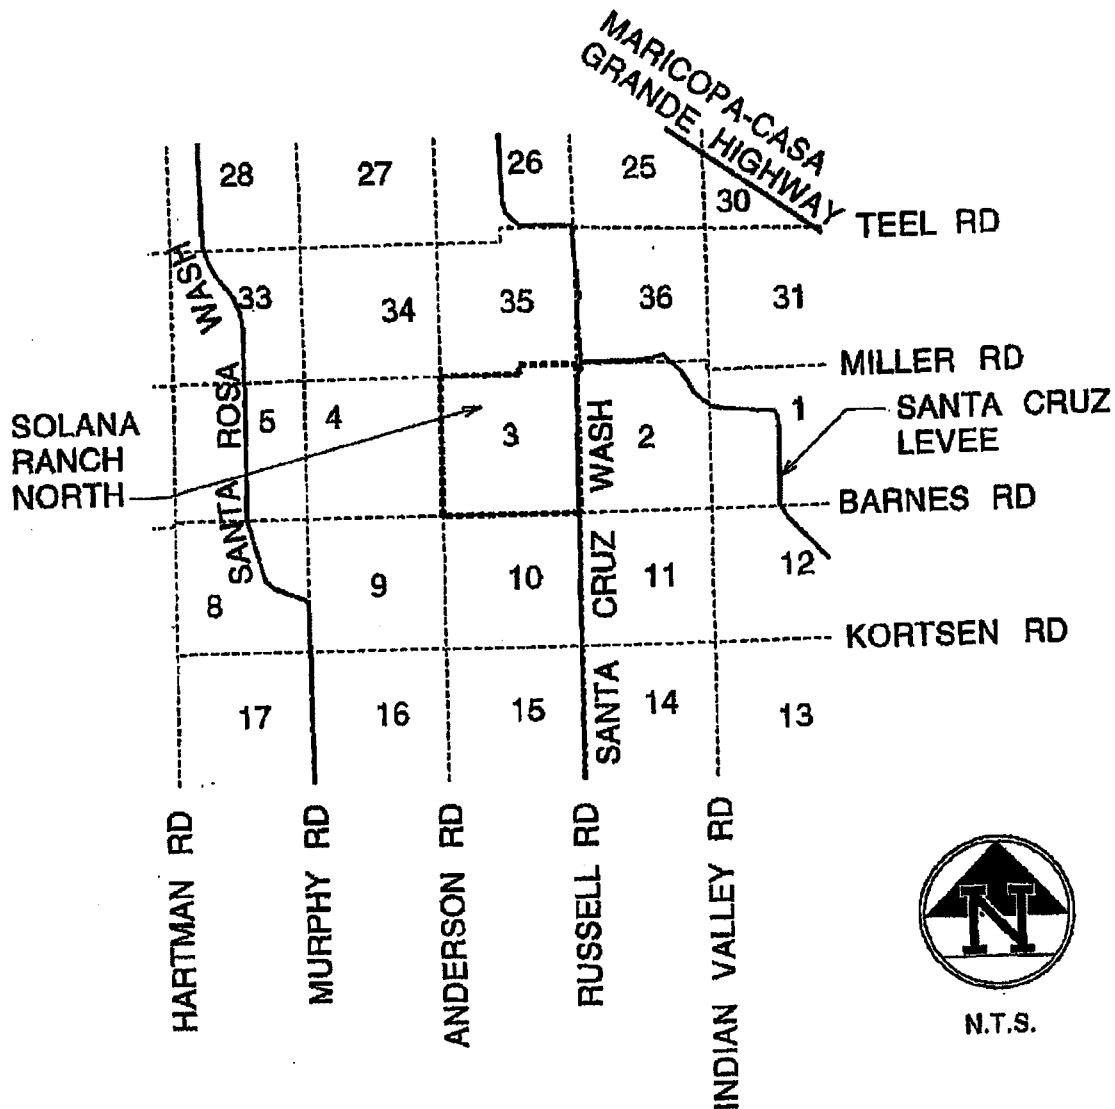 MARICOPA-CASA
GRANDE HIGHWAY
28
27
26
25
30
TEEL RD
WASH
33
34
35
36
31
MILLER RD
SOLANA
RANCH
NORTH
SANTA ROSA
5
4
3
WASH
2
1
SANTA CRUZ
LEVEE
BARNES RD
8
9
10
SANTA CRUZ
11
12
KORTSEN RD
17
16
15
14
13
HARTMAN RD
MURPHY RD
ANDERSON RD
RUSSELL RD
INDIAN VALLEY RD
N
N.T.S.